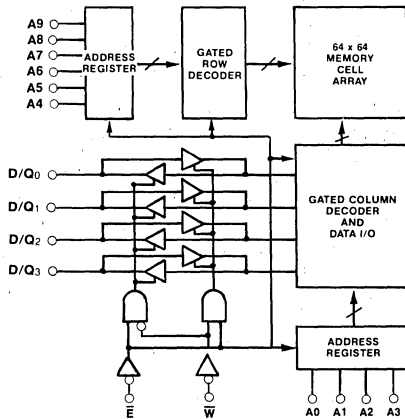 A9
A8
A7
A6
A5
A4
ADDRESS
REGISTER
GATED
ROW
DECODER
64 x 64
MEMORY
CELL
ARRAY
D/Q0
D/Q1
D/Q2
D/Q3
GATED COLUMN
DECODER
AND
DATA I/O
ADDRESS
REGISTER
E̅
W̅
A0 A1 A2 A3